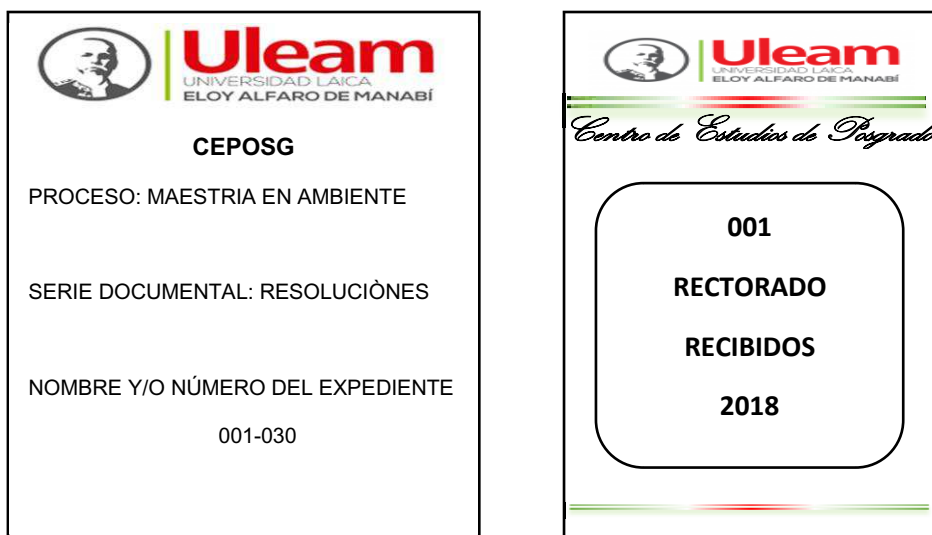 Uleam
UNIVERSIDAD LAICA
ELOY ALFARO DE MANABÍ
CEPOSG
PROCESO: MAESTRIA EN AMBIENTE
SERIE DOCUMENTAL: RESOLUCIÒNES
NOMBRE Y/O NÚMERO DEL EXPEDIENTE
001-030
Uleam
UNIVERSIDAD LAICA
ELOY ALFARO DE MANABÍ
Centro de Estudios de Posgrado
001
RECTORADO
RECIBIDOS
2018